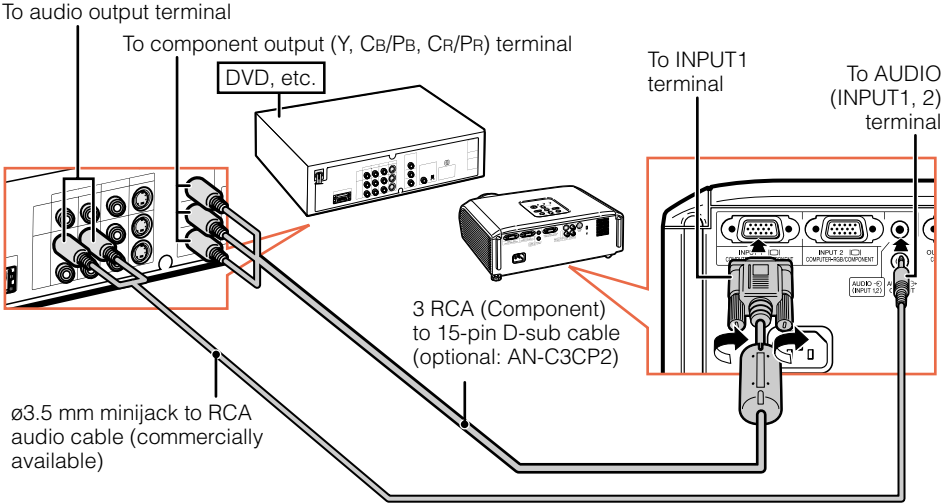 To audio output terminal
To component output (Y, CB/PB, CR/PR) terminal
DVD, etc.
To INPUT1
terminal
To AUDIO
(INPUT1, 2)
terminal
INPUT 2
COMPUTER-RGB/COMPONENT
AUDIO
(INPUT 1,2)
3 RCA (Component)
to 15-pin D-sub cable
(optional: AN-C3CP2)
ø3.5 mm minijack to RCA
audio cable (commercially
available)